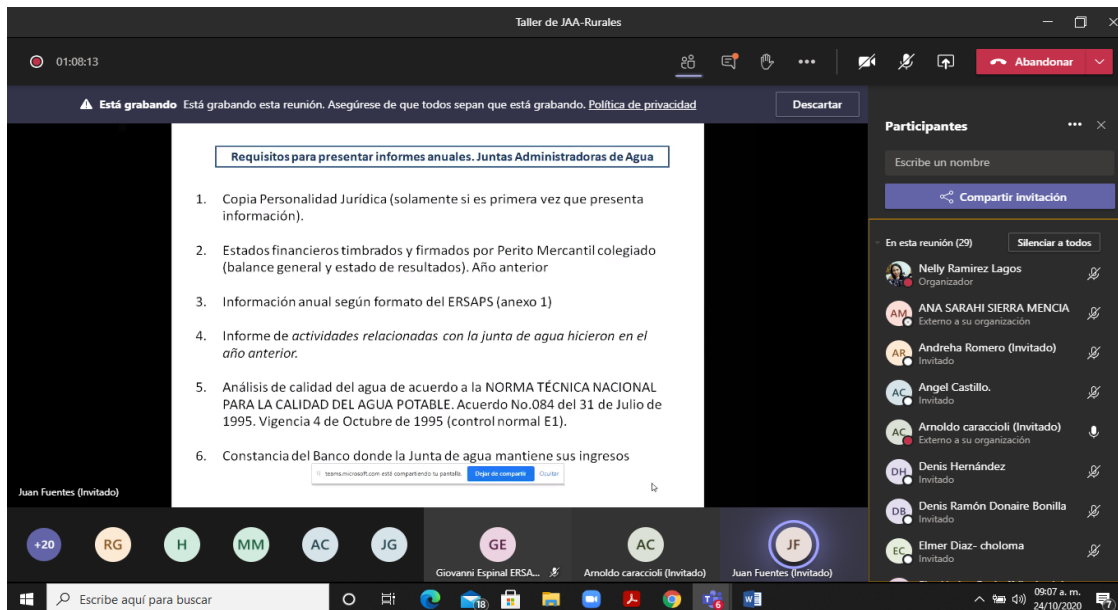 Taller de JAA-Rurales
01:08:13
Abandonar
Está grabando Está grabando esta reunión. Asegúrese de que todos sepan que está grabando. Política de privacidad
Descartar
Requisitos para presentar informes anuales. Juntas Administradoras de Agua
1. Copia Personalidad Jurídica (solamente si es primera vez que presenta
información).
2. Estados financieros timbrados y firmados por Perito Mercantil colegiado
(balance general y estado de resultados). Año anterior
3. Información anual según formato del ERSAPS (anexo 1)
4. Informe de actividades relacionadas con la junta de agua hicieron en el
año anterior.
5. Análisis de calidad del agua de acuerdo a la NORMA TÉCNICA NACIONAL
PARA LA CALIDAD DEL AGUA POTABLE. Acuerdo No.084 del 31 de Julio de
1995. Vigencia 4 de Octubre de 1995 (control normal E1).
6. Constancia del Banco donde la Junta de agua mantiene sus ingresos
teams.microsoft.com está compartiendo tu pantalla.
Dejar de compartir
Ocultar
Juan Fuentes (Invitado)
+20
RG
H
MM
AC
JG
GE
Giovanni Espinal ERSA...
AC
Arnoldo caraccioli (Invitado)
JF
Juan Fuentes (Invitado)
Participantes
Escribe un nombre
Compartir invitación
En esta reunión (29)
Silenciar a todos
Nelly Ramirez Lagos
Organizador
AM
ANA SARAHI SIERRA MENCIA
Externo a su organización
AR
Andreha Romero (Invitado)
Invitado
AC
Angel Castillo.
Invitado
AC
Arnoldo caraccioli (Invitado)
Externo a su organización
DH
Denis Hernández
Invitado
DB
Denis Ramón Donaire Bonilla
Invitado
EC
Elmer Diaz- choloma
Invitado
Escribe aquí para buscar
18
6
09:07 a. m.
24/10/2020